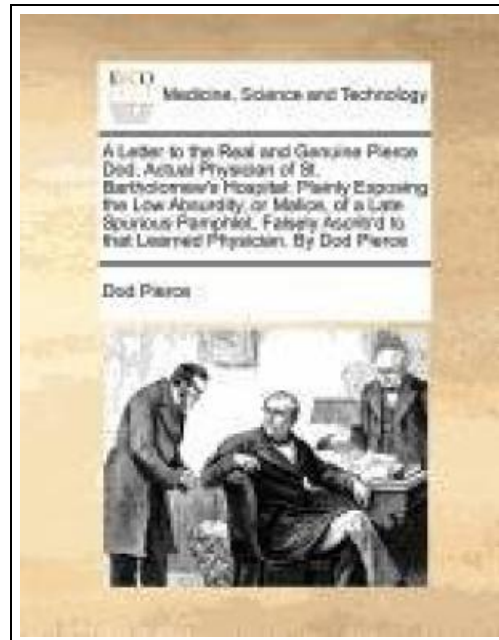 ECCO
Medicine, Science and Technology
A Letter to the Real and Genuine Pierce
Dod, Actual Physician of St.
Bartholomew's Hospital: Plainly Exposing
the Low Absurdity, or Malice, of a Late
Spurious Pamphlet, Falsely Ascrib'd to
that Learned Physician. By Dod Pierce
Dod Pierce